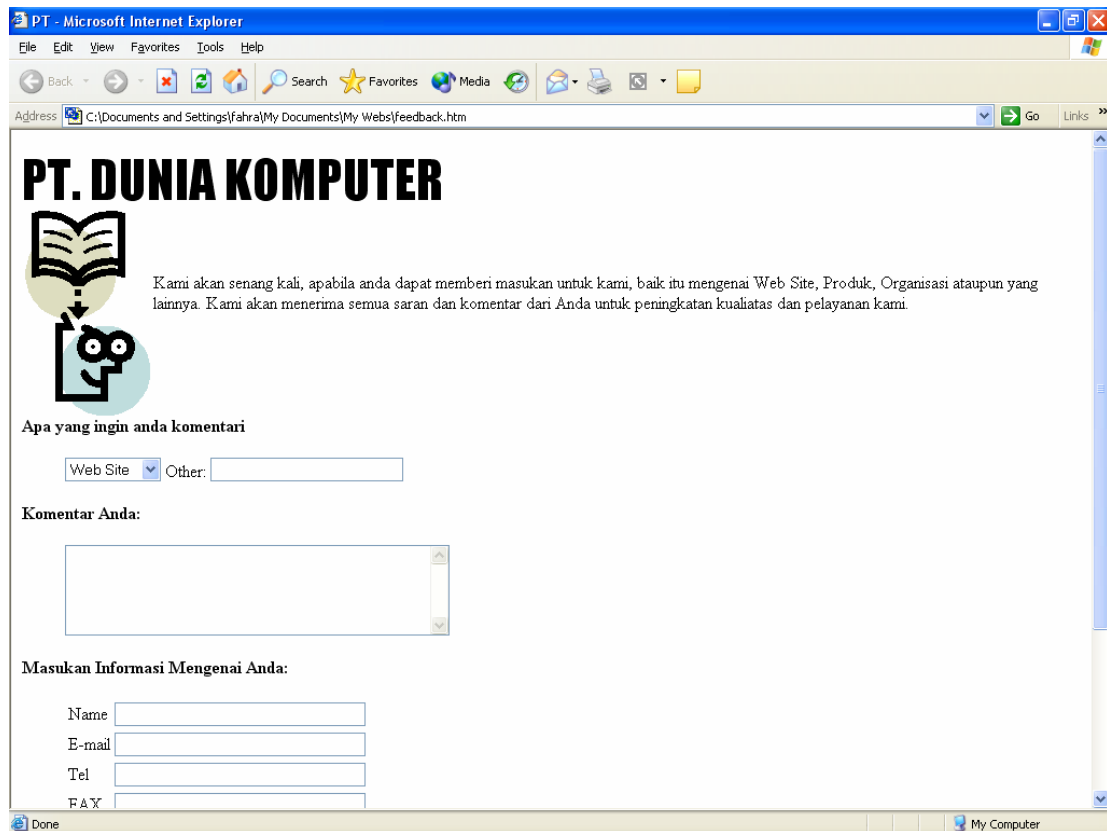 PT - Microsoft Internet Explorer
File Edit View Favorites Tools Help
Back Search Favorites Media
Address C:\Documents and Settings\fahra\My Documents\My Webs\feedback.htm Go Links »
PT. DUNIA KOMPUTER
Kami akan senang kali, apabila anda dapat memberi masukan untuk kami, baik itu mengenai Web Site, Produk, Organisasi ataupun yang
lainnya. Kami akan menerima semua saran dan komentar dari Anda untuk peningkatan kualiatas dan pelayanan kami.
Apa yang ingin anda komentari
Web Site Other:
Komentar Anda:
Masukan Informasi Mengenai Anda:
Name
E-mail
Tel
FAX
Done My Computer